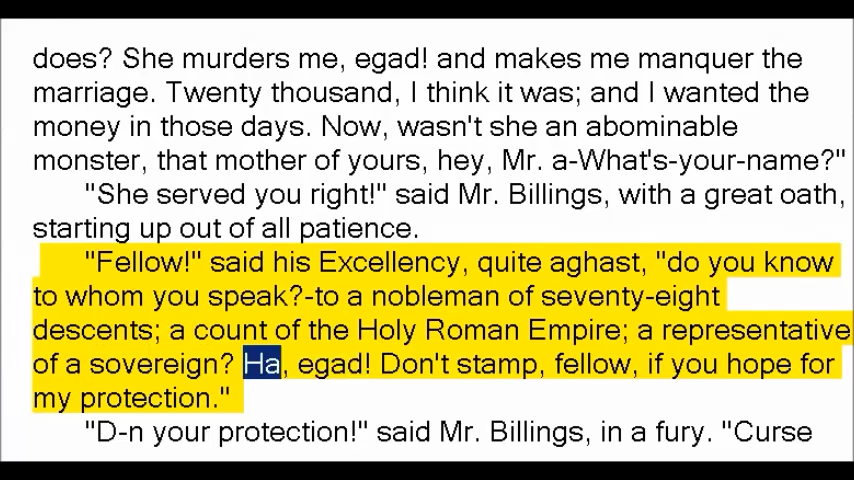 does? She murders me, egad! and makes me manquer the
marriage. Twenty thousand, I think it was; and I wanted the
money in those days. Now, wasn't she an abominable
monster, that mother of yours, hey, Mr. a-What's-your-name?"
"She served you right!" said Mr. Billings, with a great oath,
starting up out of all patience.
"Fellow!" said his Excellency, quite aghast, "do you know
to whom you speak?-to a nobleman of seventy-eight
descents; a count of the Holy Roman Empire; a representative
of a sovereign? Ha, egad! Don't stamp, fellow, if you hope for
my protection."
"D-n your protection!" said Mr. Billings, in a fury. "Curse